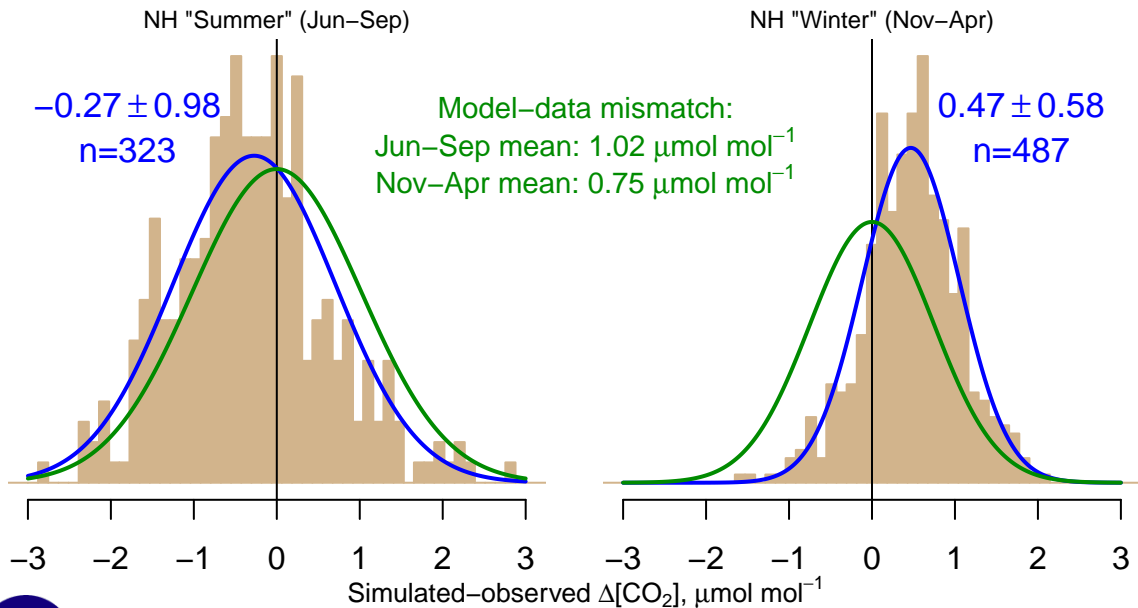 NH "Summer" (Jun−Sep)
−0.27 ± 0.98
n=323
Model−data mismatch:
Jun−Sep mean: 1.02 μmol mol⁻¹
Nov−Apr mean: 0.75 μmol mol⁻¹
NH "Winter" (Nov−Apr)
0.47 ± 0.58
n=487
−3 −2 −1 0 1 2 3
−3 −2 −1 0 1 2 3
Simulated−observed Δ[CO₂], μmol mol⁻¹